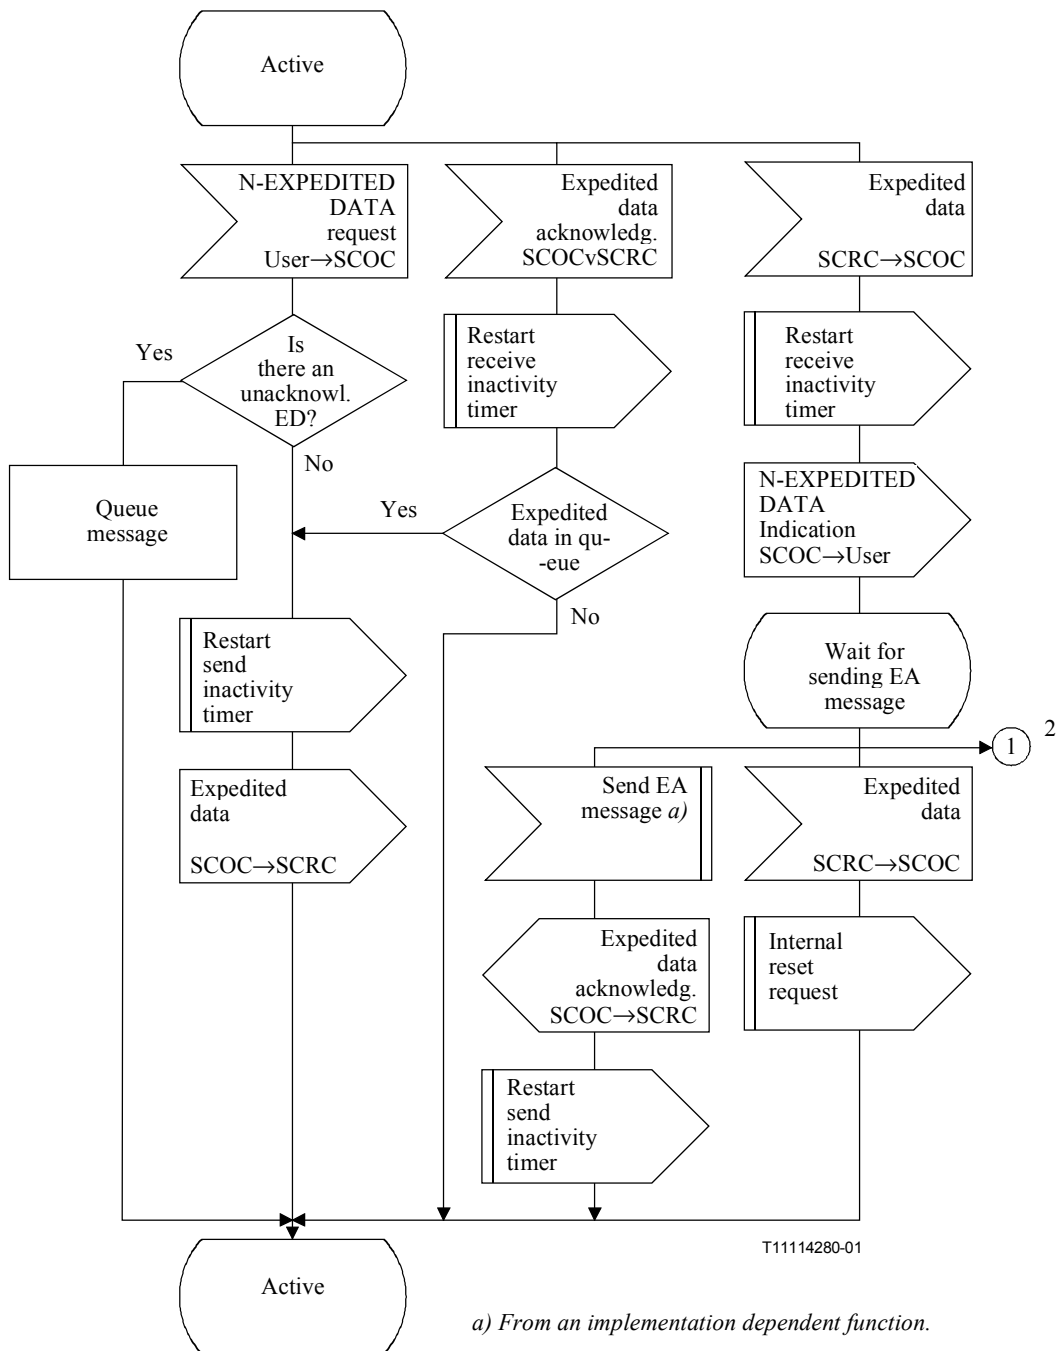 Active
N-EXPEDITED
DATA
request
User→SCOC
Expedited
data
acknowledg.
SCOCvSCRC
Expedited
data
SCRC→SCOC
Yes
Is
there an
unacknowl.
ED?
No
Restart
receive
inactivity
timer
Restart
receive
inactivity
timer
Queue
message
Yes
Expedited
data in qu-
-eue
No
N-EXPEDITED
DATA
Indication
SCOC→User
Restart
send
inactivity
timer
Wait for
sending EA
message
1
2
Expedited
data
SCOC→SCRC
Send EA
message a)
Expedited
data
SCRC→SCOC
Expedited
data
acknowledg.
SCOC→SCRC
Internal
reset
request
Restart
send
inactivity
timer
T11114280-01
Active
a) From an implementation dependent function.